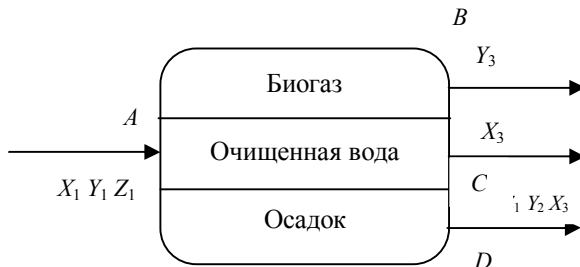 B
Биогаз
Y3
A
Очищенная вода
X3
X1 Y1 Z1
C
Осадок
Y2 X3
D